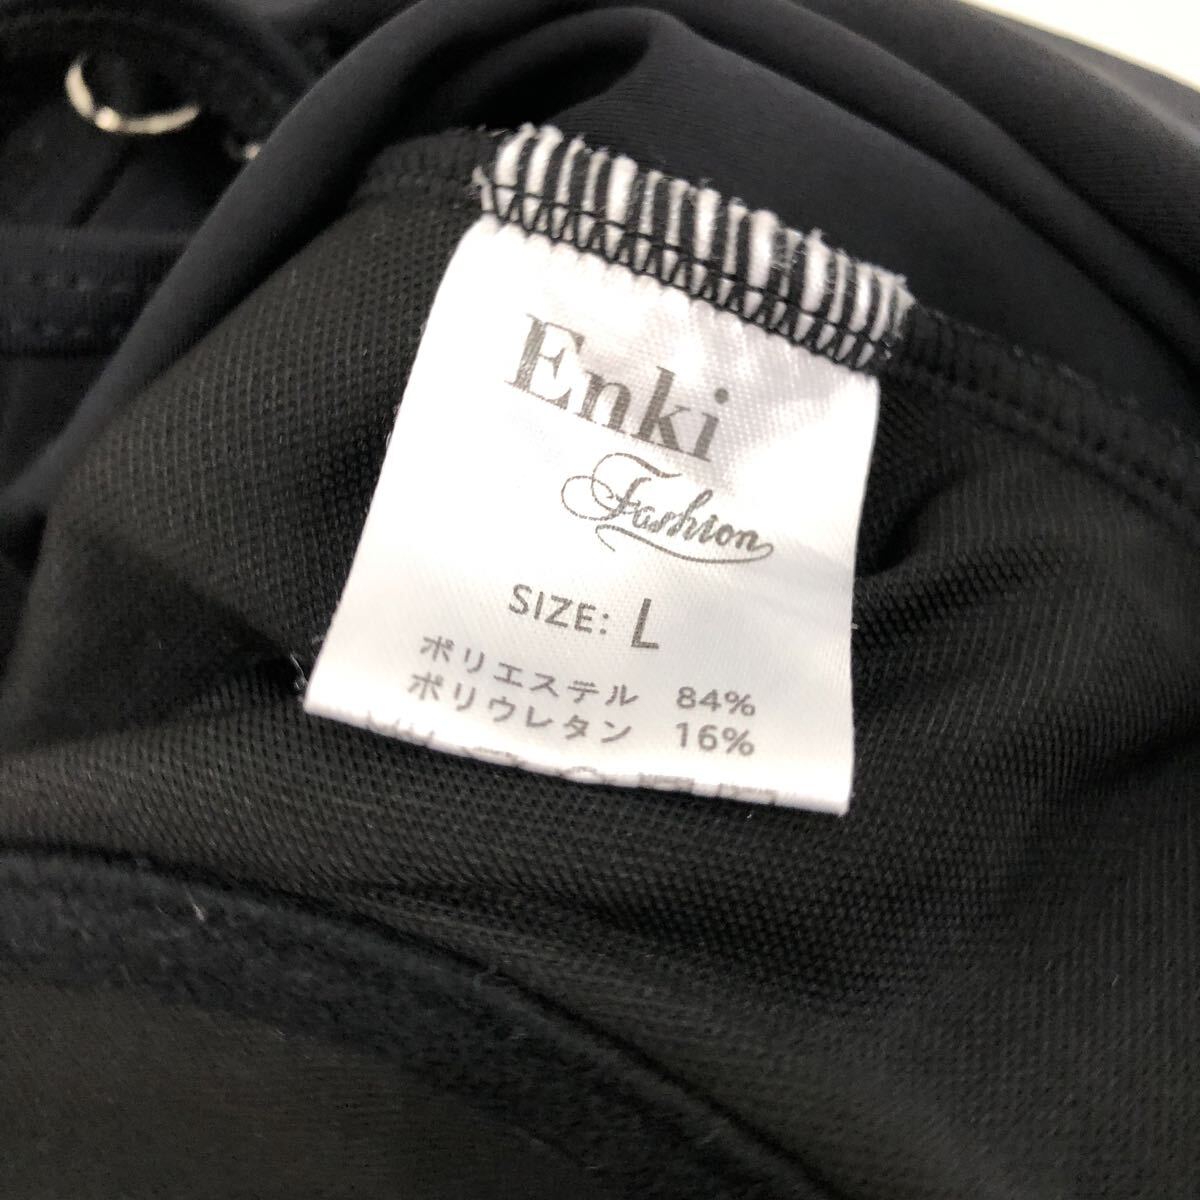 Enki
Fashion
SIZE: L
ポリエステル 84%
ポリウレタン 16%